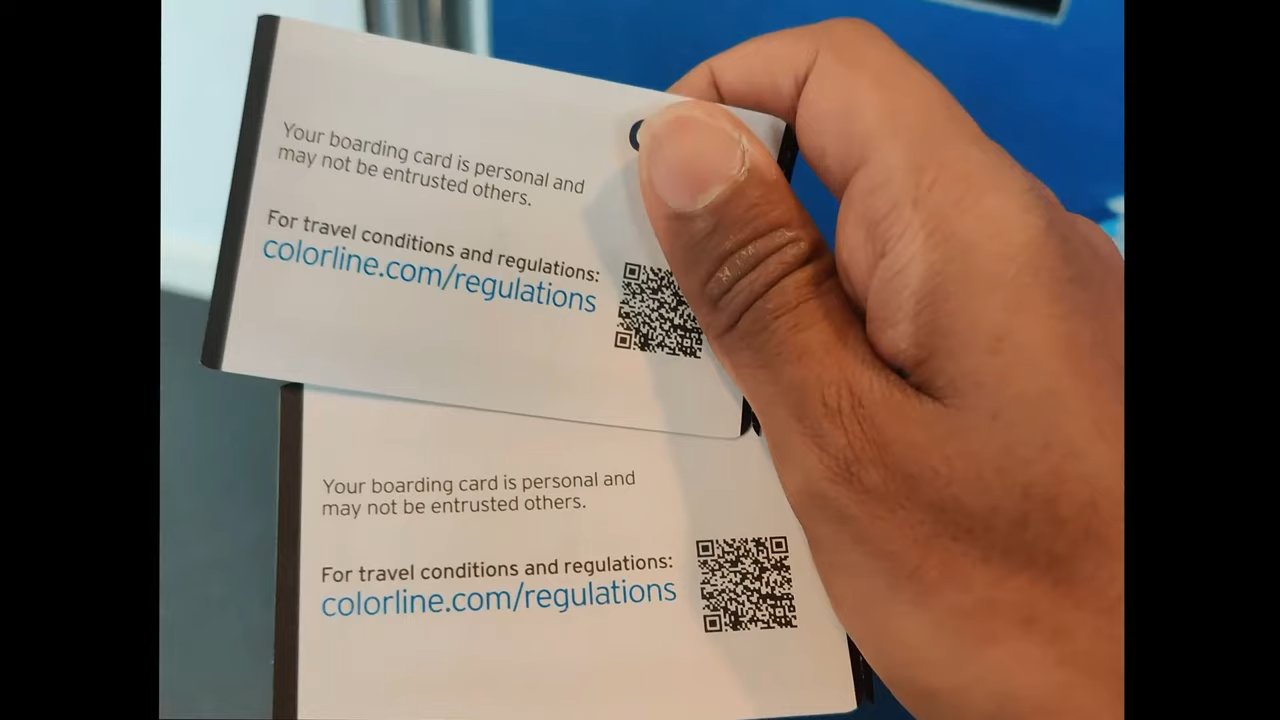 Your boarding card is personal and
may not be entrusted others.
For travel conditions and regulations:
colorline.com/regulations
Your boarding card is personal and
may not be entrusted others.
For travel conditions and regulations:
colorline.com/regulations